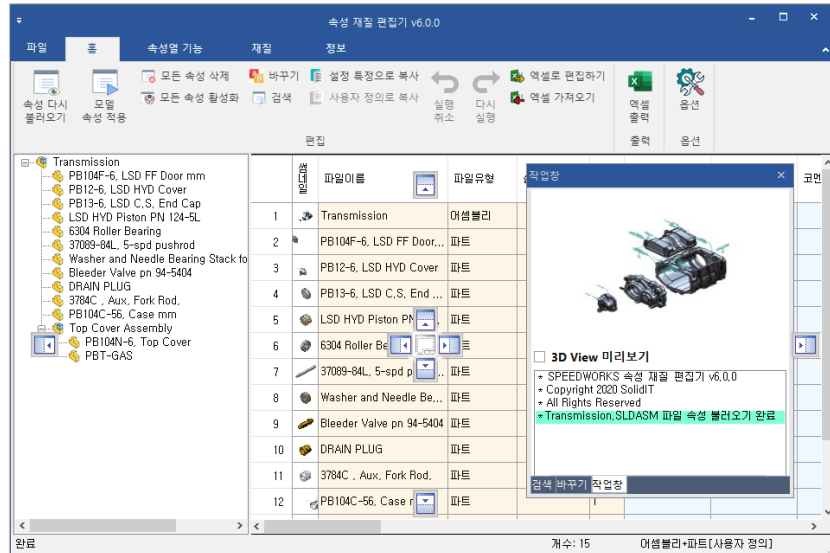 속성 재질 편집기 v6.0.0
파일 홈 속성열 기능 재질 정보
모든 속성 삭제 바꾸기 설정 특정으로 복사 엑셀로 편집하기
모든 속성 활성화 검색 사용자 정의로 복사 엑셀 가져오기
속성 다시 불러오기
모델 속성 적용
실행 취소
다시 실행
엑셀 출력
옵션
편집 출력 옵션
Transmission
PB104F-6, LSD FF Door mm
PB12-6, LSD HYD Cover
PB13-6, LSD C,S, End Cap
LSD HYD Piston PN 124-5L
6304 Roller Bearing
37089-84L, 5-spd pushrod
Washer and Needle Bearing Stack fo
Bleeder Valve pn 94-5404
DRAIN PLUG
3784C , Aux, Fork Rod,
PB104C-56, Case mm
Top Cover Assembly
PB104N-6, Top Cover
PBT-GAS
썸네일 파일이름 파일유형 코멘
1 Transmission 어셈블리
2 PB104F-6, LSD FF Door... 파트
3 PB12-6, LSD HYD Cover 파트
4 PB13-6, LSD C,S, End ... 파트
5 LSD HYD Piston PN 파트
6 6304 Roller Be 파트
7 37089-84L, 5-spd p 파트
8 Washer and Needle Be... 파트
9 Bleeder Valve pn 94-5404 파트
10 DRAIN PLUG 파트
11 3784C , Aux, Fork Rod, 파트
12 PB104C-56, Case 파트 1
작업창
3D View 미리보기
* SPEEDWORKS 속성 재질 편집기 v6,0,0
* Copyright 2020 SolidIT
* All Rights Reserved
*Transmission,SLDASM 파일 속성 불러오기 완료
검색 바꾸기 작업창
완료 개수: 15 어셈블리+파트[사용자 정의]